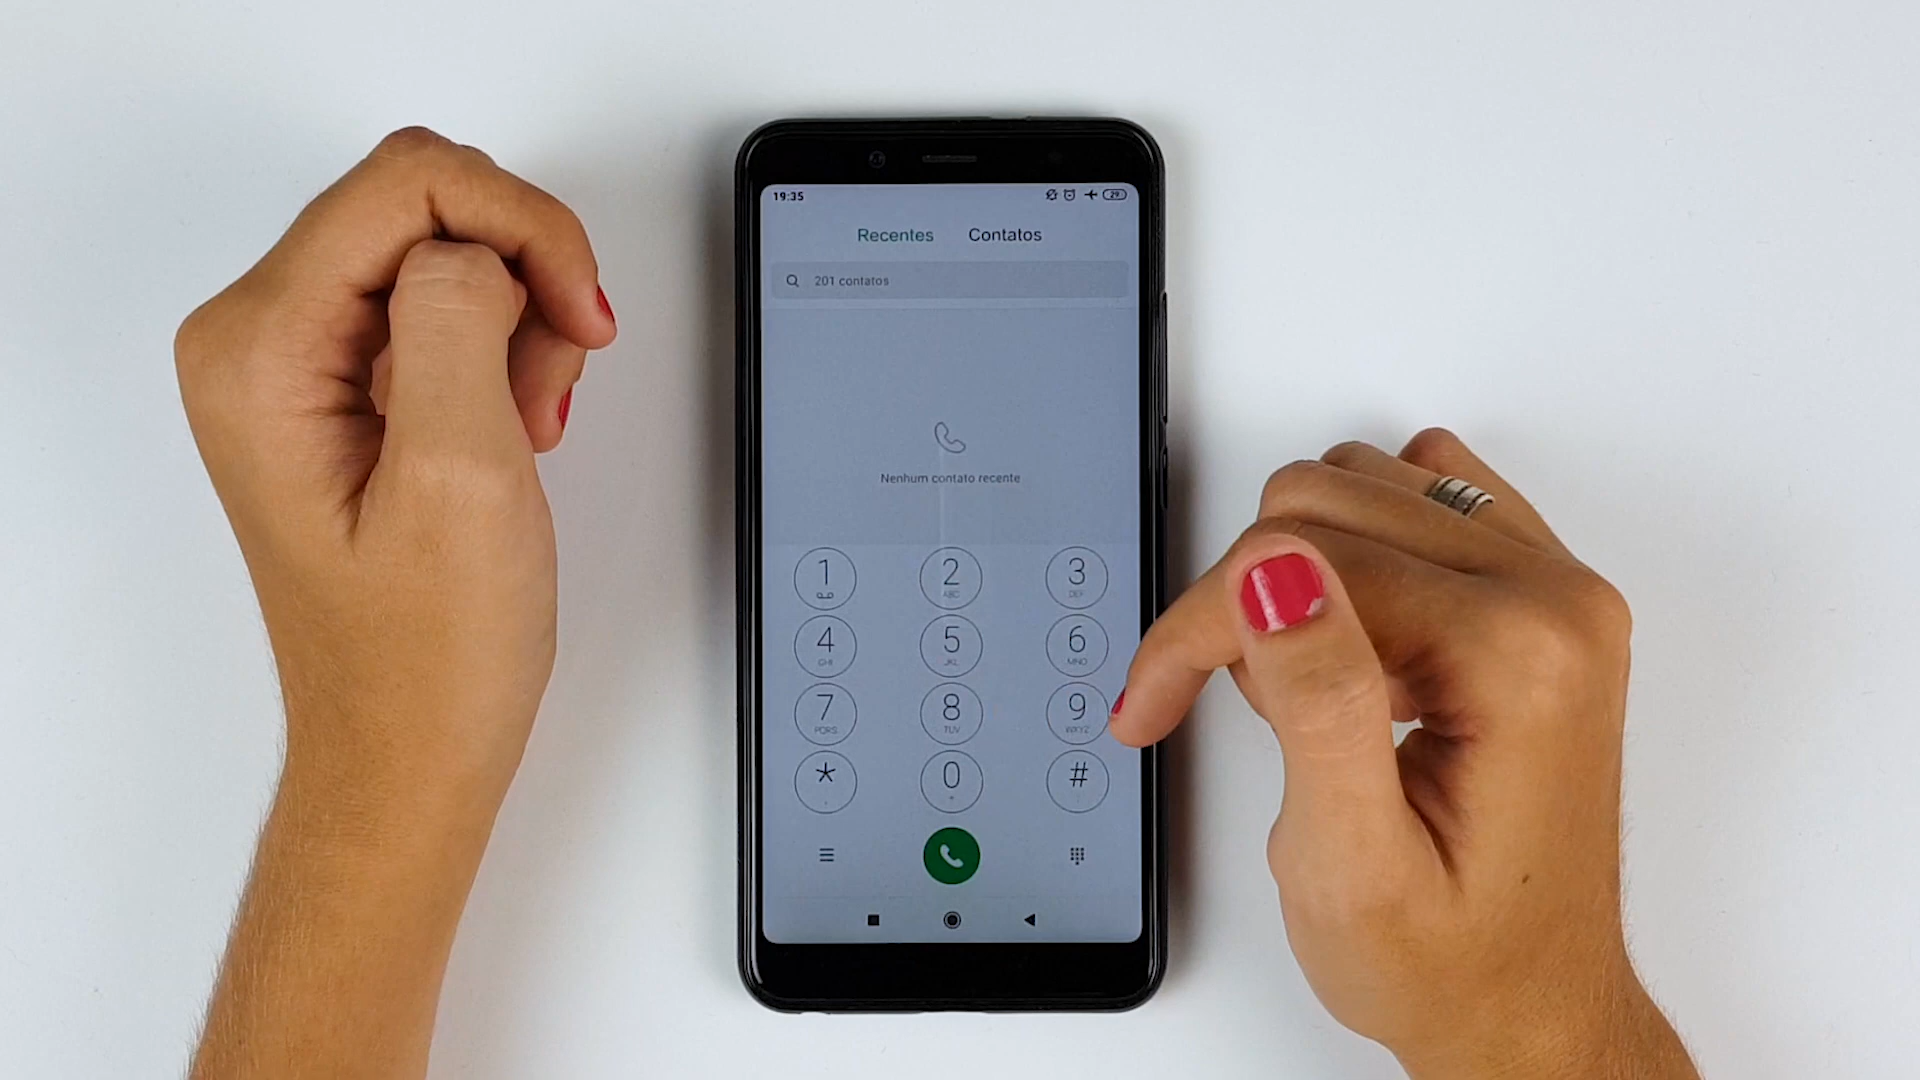 19:35
29
Recentes Contatos
201 contatos
Nenhum contato recente
1 2 ABC 3 DEF
4 GHI 5 JKL 6 MNO
7 PQRS 8 TUV 9 WXYZ
* 0 + #